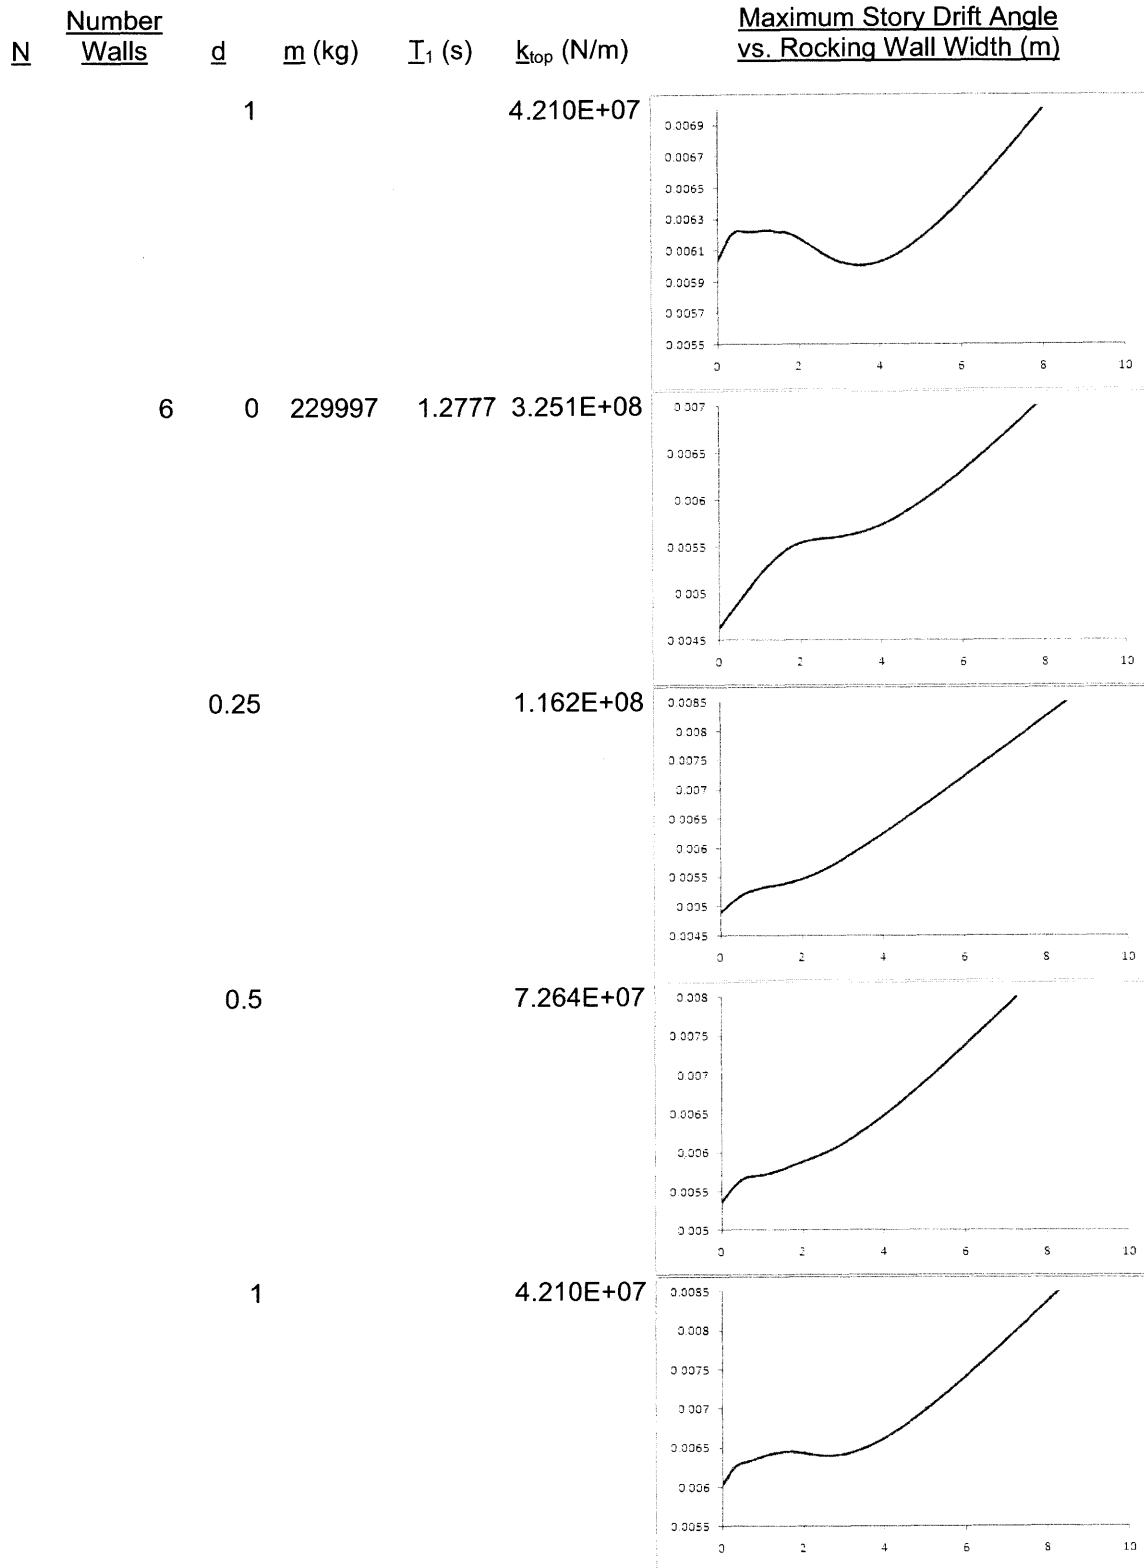 Number
N Walls d m (kg) T1 (s) ktop (N/m)
Maximum Story Drift Angle
vs. Rocking Wall Width (m)
1 4.210E+07
0.0069
0.0067
0.0065
0.0063
0.0061
0.0059
0.0057
0.0055
0 2 4 6 8 10
6 0 229997 1.2777 3.251E+08
0.007
0.0065
0.006
0.0055
0.005
0.0045
0 2 4 6 8 10
0.25 1.162E+08
0.0085
0.008
0.0075
0.007
0.0065
0.006
0.0055
0.005
0.0045
0 2 4 6 8 10
0.5 7.264E+07
0.008
0.0075
0.007
0.0065
0.006
0.0055
0.005
0 2 4 6 8 10
1 4.210E+07
0.0085
0.008
0.0075
0.007
0.0065
0.006
0.0055
0 2 4 6 8 10